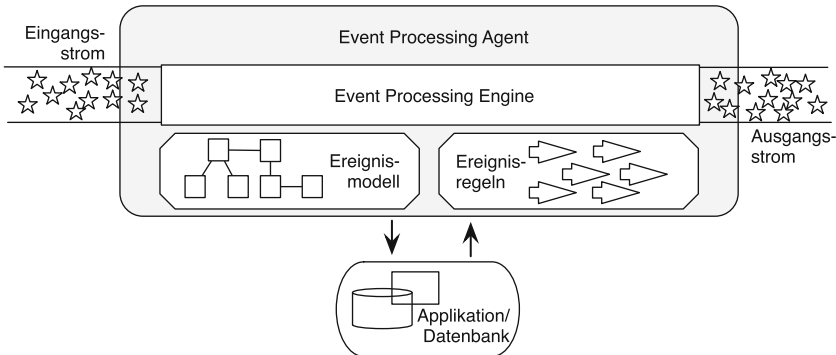 Event Processing Agent
Eingangs-
strom
Event Processing Engine
Ausgangs-
strom
Ereignis-
modell
Ereignis-
regeln
Applikation/
Datenbank